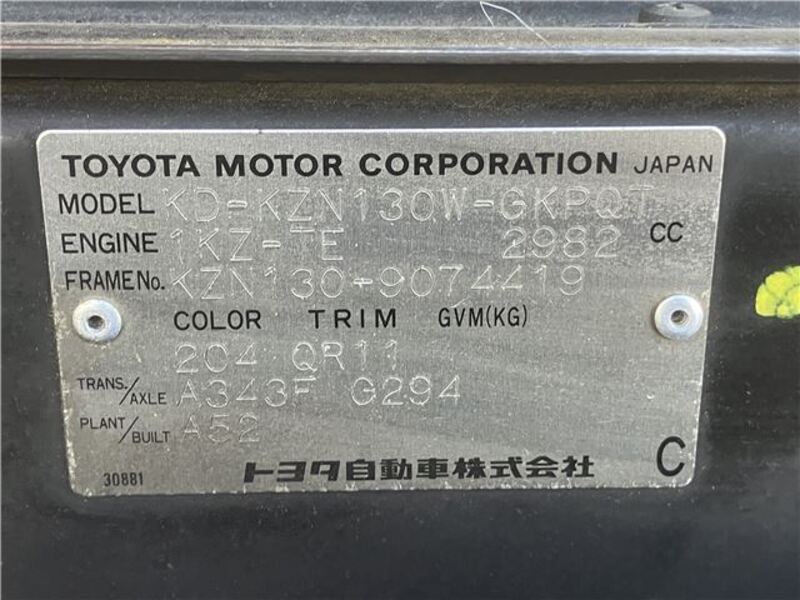 TOYOTA MOTOR CORPORATION JAPAN
MODEL KD-KZN130W-GKPQT
ENGINE 1KZ-TE 2982 CC
FRAME No. KZN130-9074419
COLOR TRIM GVM(KG)
204 QR11
TRANS./AXLE A343F G294
PLANT/BUILT A52
30881 トヨタ自動車株式会社 C